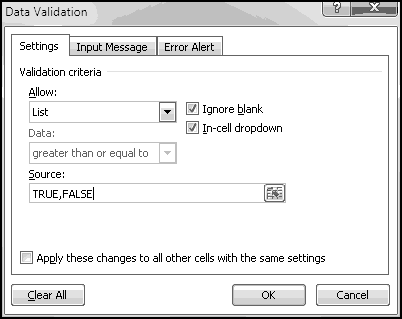 Data Validation
Settings Input Message Error Alert
Validation criteria
Allow:
List
Ignore blank
Data:
In-cell dropdown
greater than or equal to
Source:
TRUE,FALSE
Apply these changes to all other cells with the same settings
Clear All OK Cancel